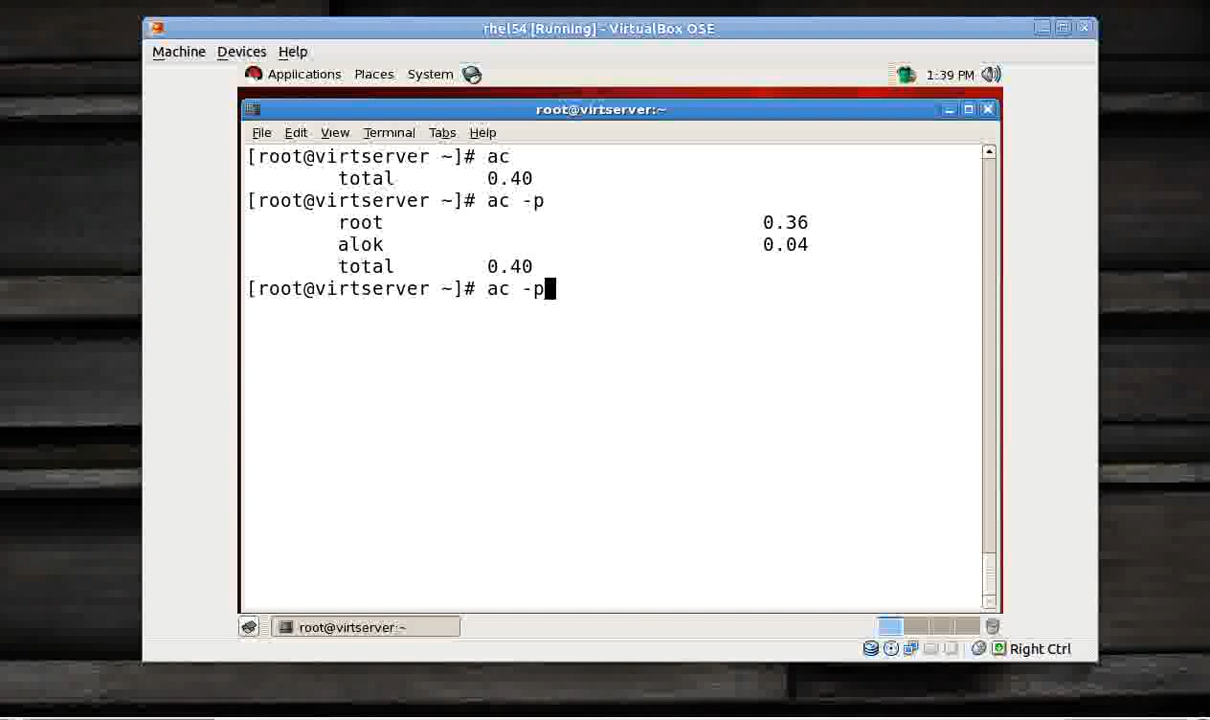 rhel54 [Running] - VirtualBox OSE
Machine Devices Help
Applications Places System 1:39 PM
root@virtserver:~
File Edit View Terminal Tabs Help
[root@virtserver ~]# ac
total 0.40
[root@virtserver ~]# ac -p
root 0.36
alok 0.04
total 0.40
[root@virtserver ~]# ac -p
root@virtserver:~
Right Ctrl